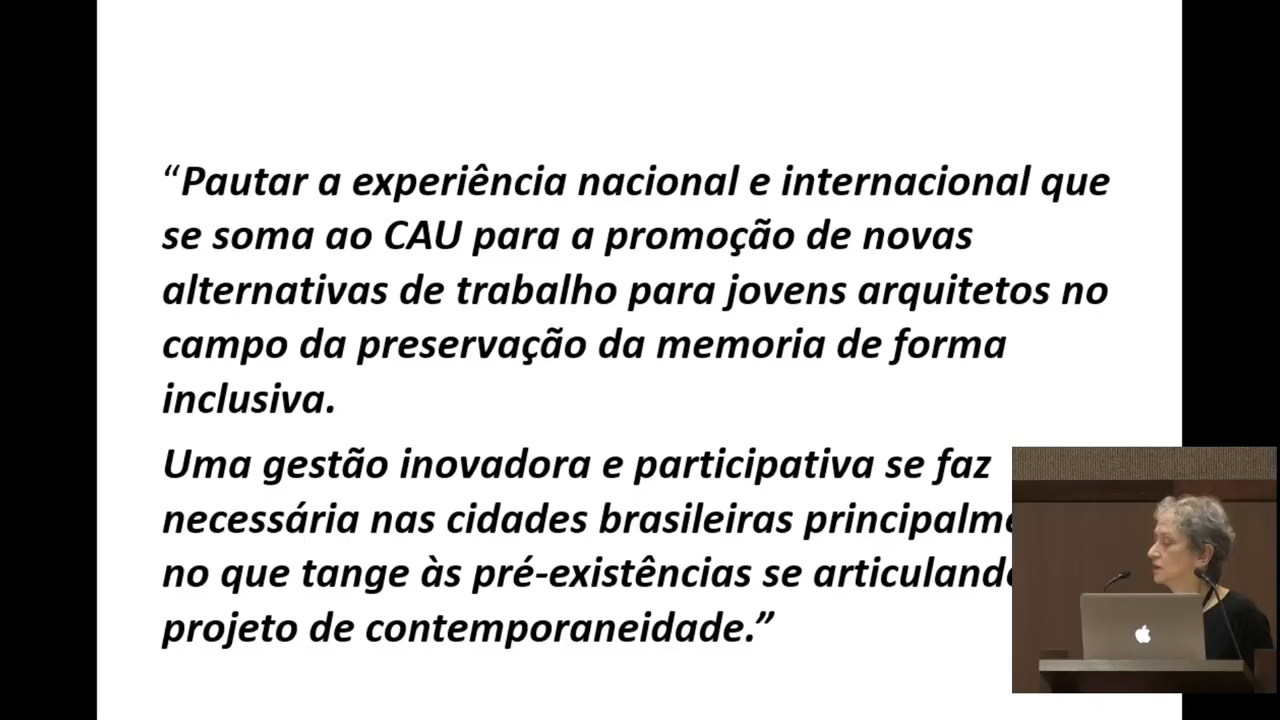 “Pautar a experiência nacional e internacional que
se soma ao CAU para a promoção de novas
alternativas de trabalho para jovens arquitetos no
campo da preservação da memoria de forma
inclusiva.
Uma gestão inovadora e participativa se faz
necessária nas cidades brasileiras
no que tange às pré-existências se
projeto de contemporaneidade.”